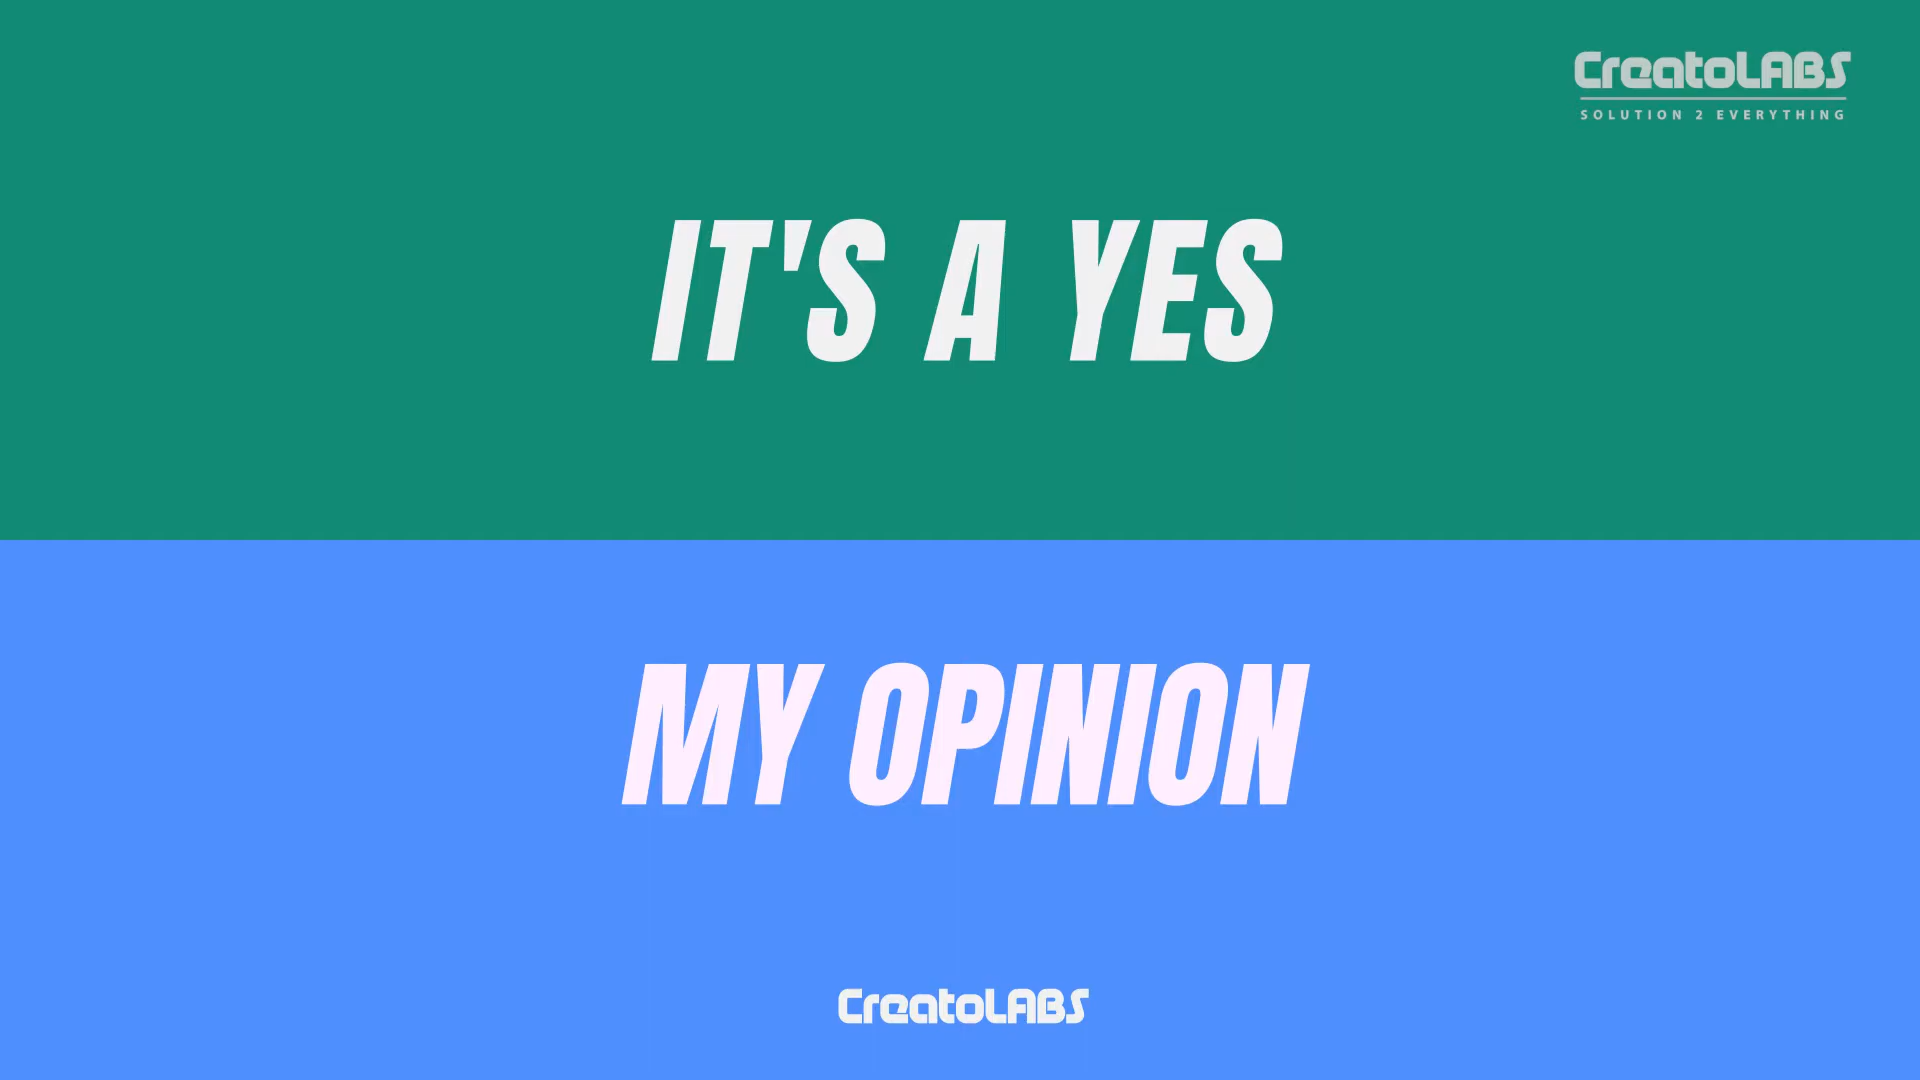 CreatoLABS
SOLUTION 2 EVERYTHING
IT'S A YES
MY OPINION
CreatoLABS